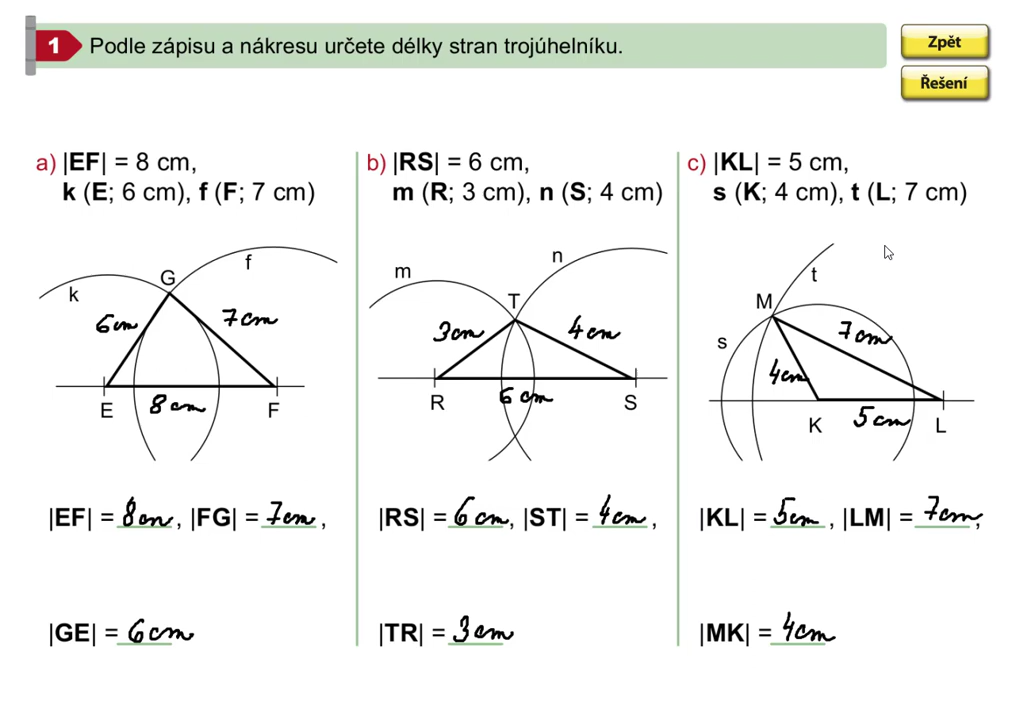 1 Podle zápisu a nákresu určete délky stran trojúhelníku.
Zpět
Řešení
a) |EF| = 8 cm,
k (E; 6 cm), f (F; 7 cm)
k
G
f
6cm
7cm
E
8cm
F
|EF| = 8cm, |FG| = 7cm,
|GE| = 6cm
b) |RS| = 6 cm,
m (R; 3 cm), n (S; 4 cm)
m
n
T
3cm
4cm
R
6cm
S
|RS| = 6cm, |ST| = 4cm,
|TR| = 3cm
c) |KL| = 5 cm,
s (K; 4 cm), t (L; 7 cm)
t
M
s
7cm
4cm
K
5cm
L
|KL| = 5cm, |LM| = 7cm,
|MK| = 4cm